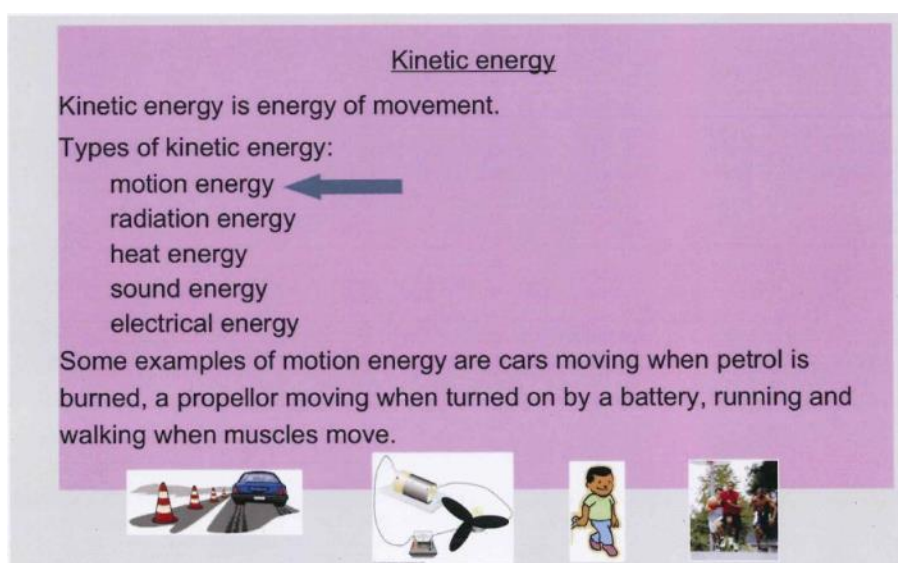 Kinetic energy
Kinetic energy is energy of movement.
Types of kinetic energy:
motion energy
radiation energy
heat energy
sound energy
electrical energy
Some examples of motion energy are cars moving when petrol is
burned, a propellor moving when turned on by a battery, running and
walking when muscles move.